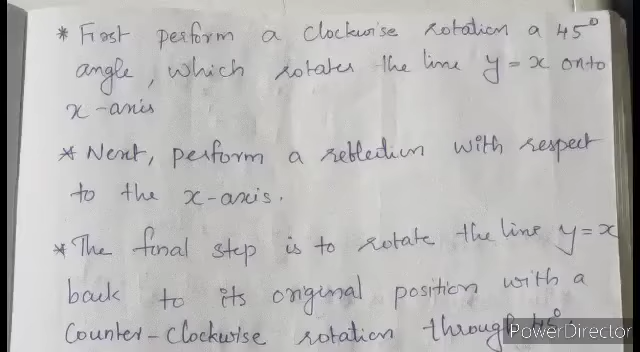 * First perform a clockwise rotation a 45°
angle, which rotates the line y = x onto
x-axis
* Next, perform a reflection with respect
to the x-axis.
* The final step is to rotate the line y = x
back to its original position with a
Counter-clockwise rotation through 45°.
PowerDirector